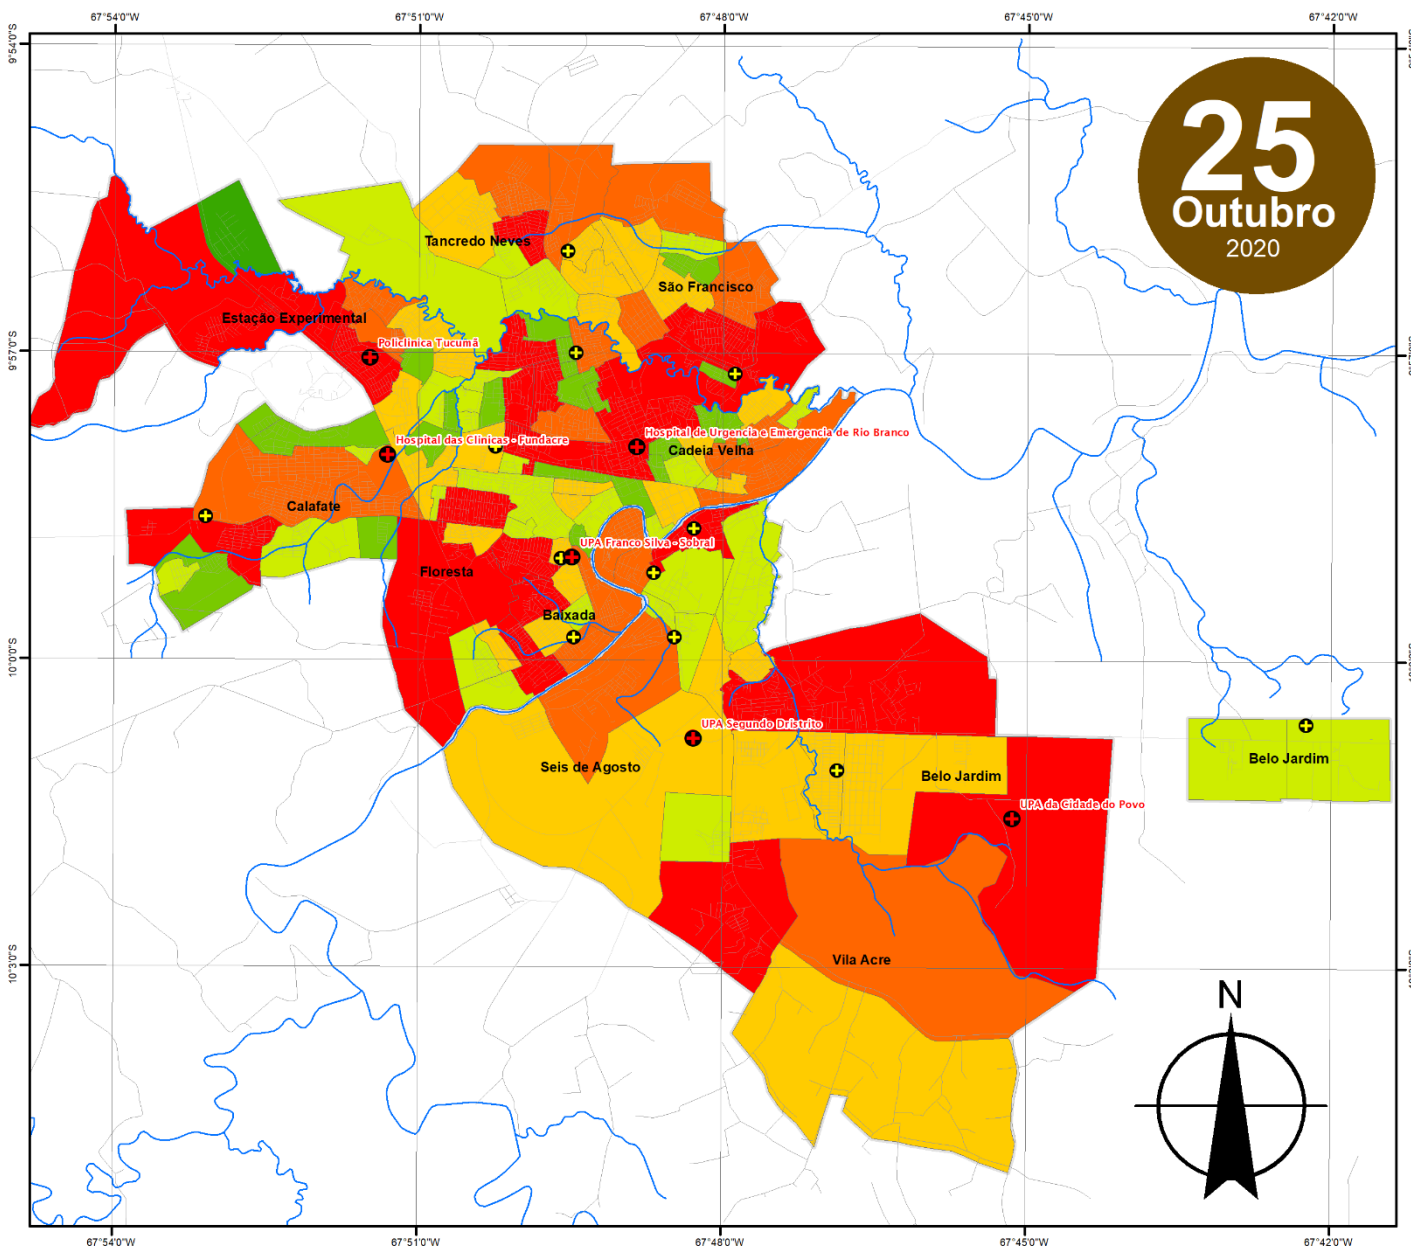 67°54'0"W
67°51'0"W
67°48'0"W
67°45'0"W
67°42'0"W
9°54'0"S
25
Outubro
2020
Tancredo Neves
São Francisco
Estação Experimental
Policlinica Tucumã
9°57'0"S
Hospital de Urgencia e Emergencia de Rio Branco
Hospital das Clinicas - Fundacre
Cadeia Velha
Calafate
UPA Franco Silva - Sobral
Floresta
Baixada
10°0'0"S
UPA Segundo Dristrito
Belo Jardim
Seis de Agosto
Belo Jardim
UPA da Cidade do Povo
Vila Acre
10°3'0"S
N
67°54'0"W
67°51'0"W
67°48'0"W
67°45'0"W
67°42'0"W